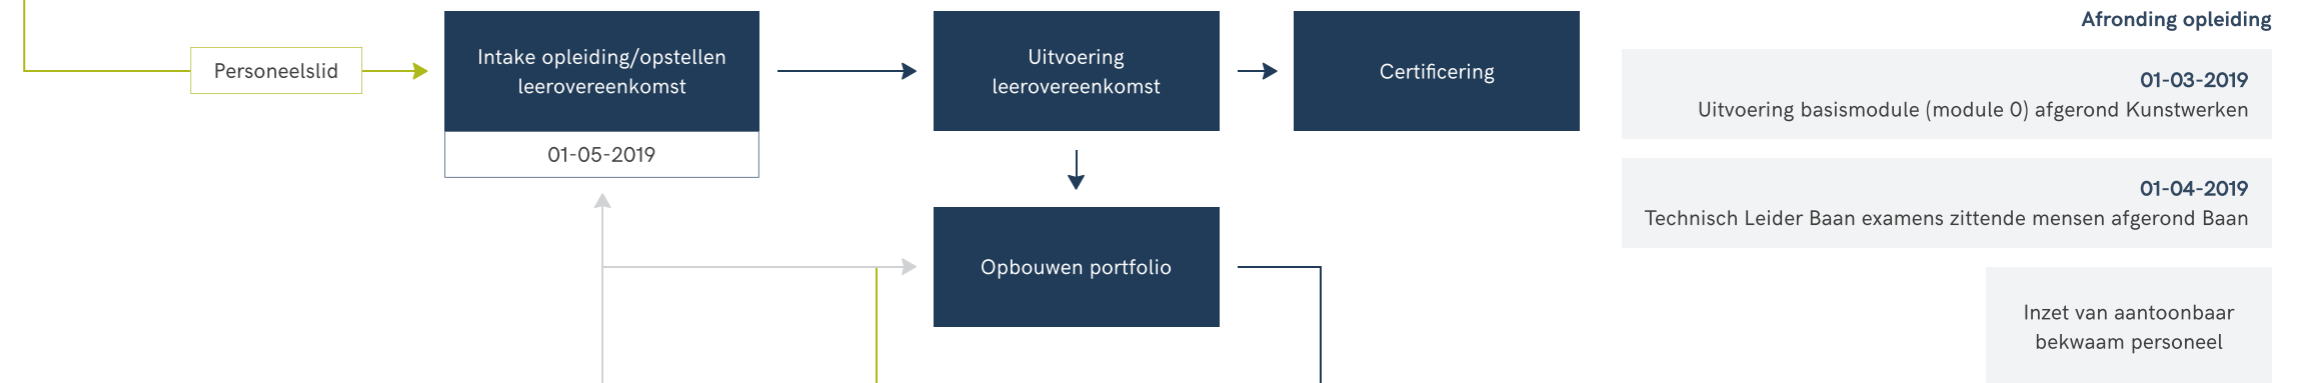 Personeelslid
Intake opleiding/opstellen
leerovereenkomst
01-05-2019
Uitvoering
leerovereenkomst
Certificering
Opbouwen portfolio
Afronding opleiding
01-03-2019
Uitvoering basismodule (module 0) afgerond Kunstwerken
01-04-2019
Technisch Leider Baan examens zittende mensen afgerond Baan
Inzet van aantoonbaar
bekwaam personeel